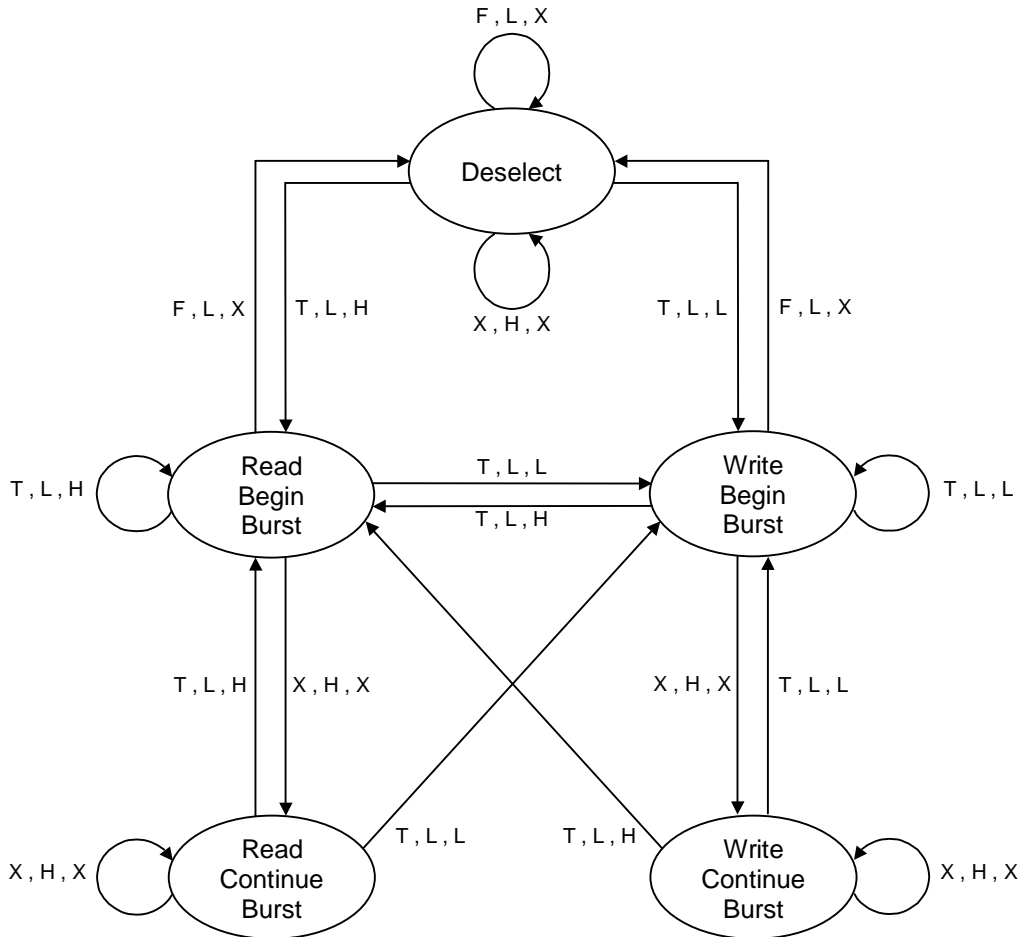 F , L , X
Deselect
X , H , X
F , L , X
T , L , H
T , L , L
F , L , X
T , L , H
Read
Begin
Burst
T , L , L
T , L , H
Write
Begin
Burst
T , L , L
T , L , H
X , H , X
X , H , X
T , L , L
X , H , X
Read
Continue
Burst
T , L , L
T , L , H
Write
Continue
Burst
X , H , X